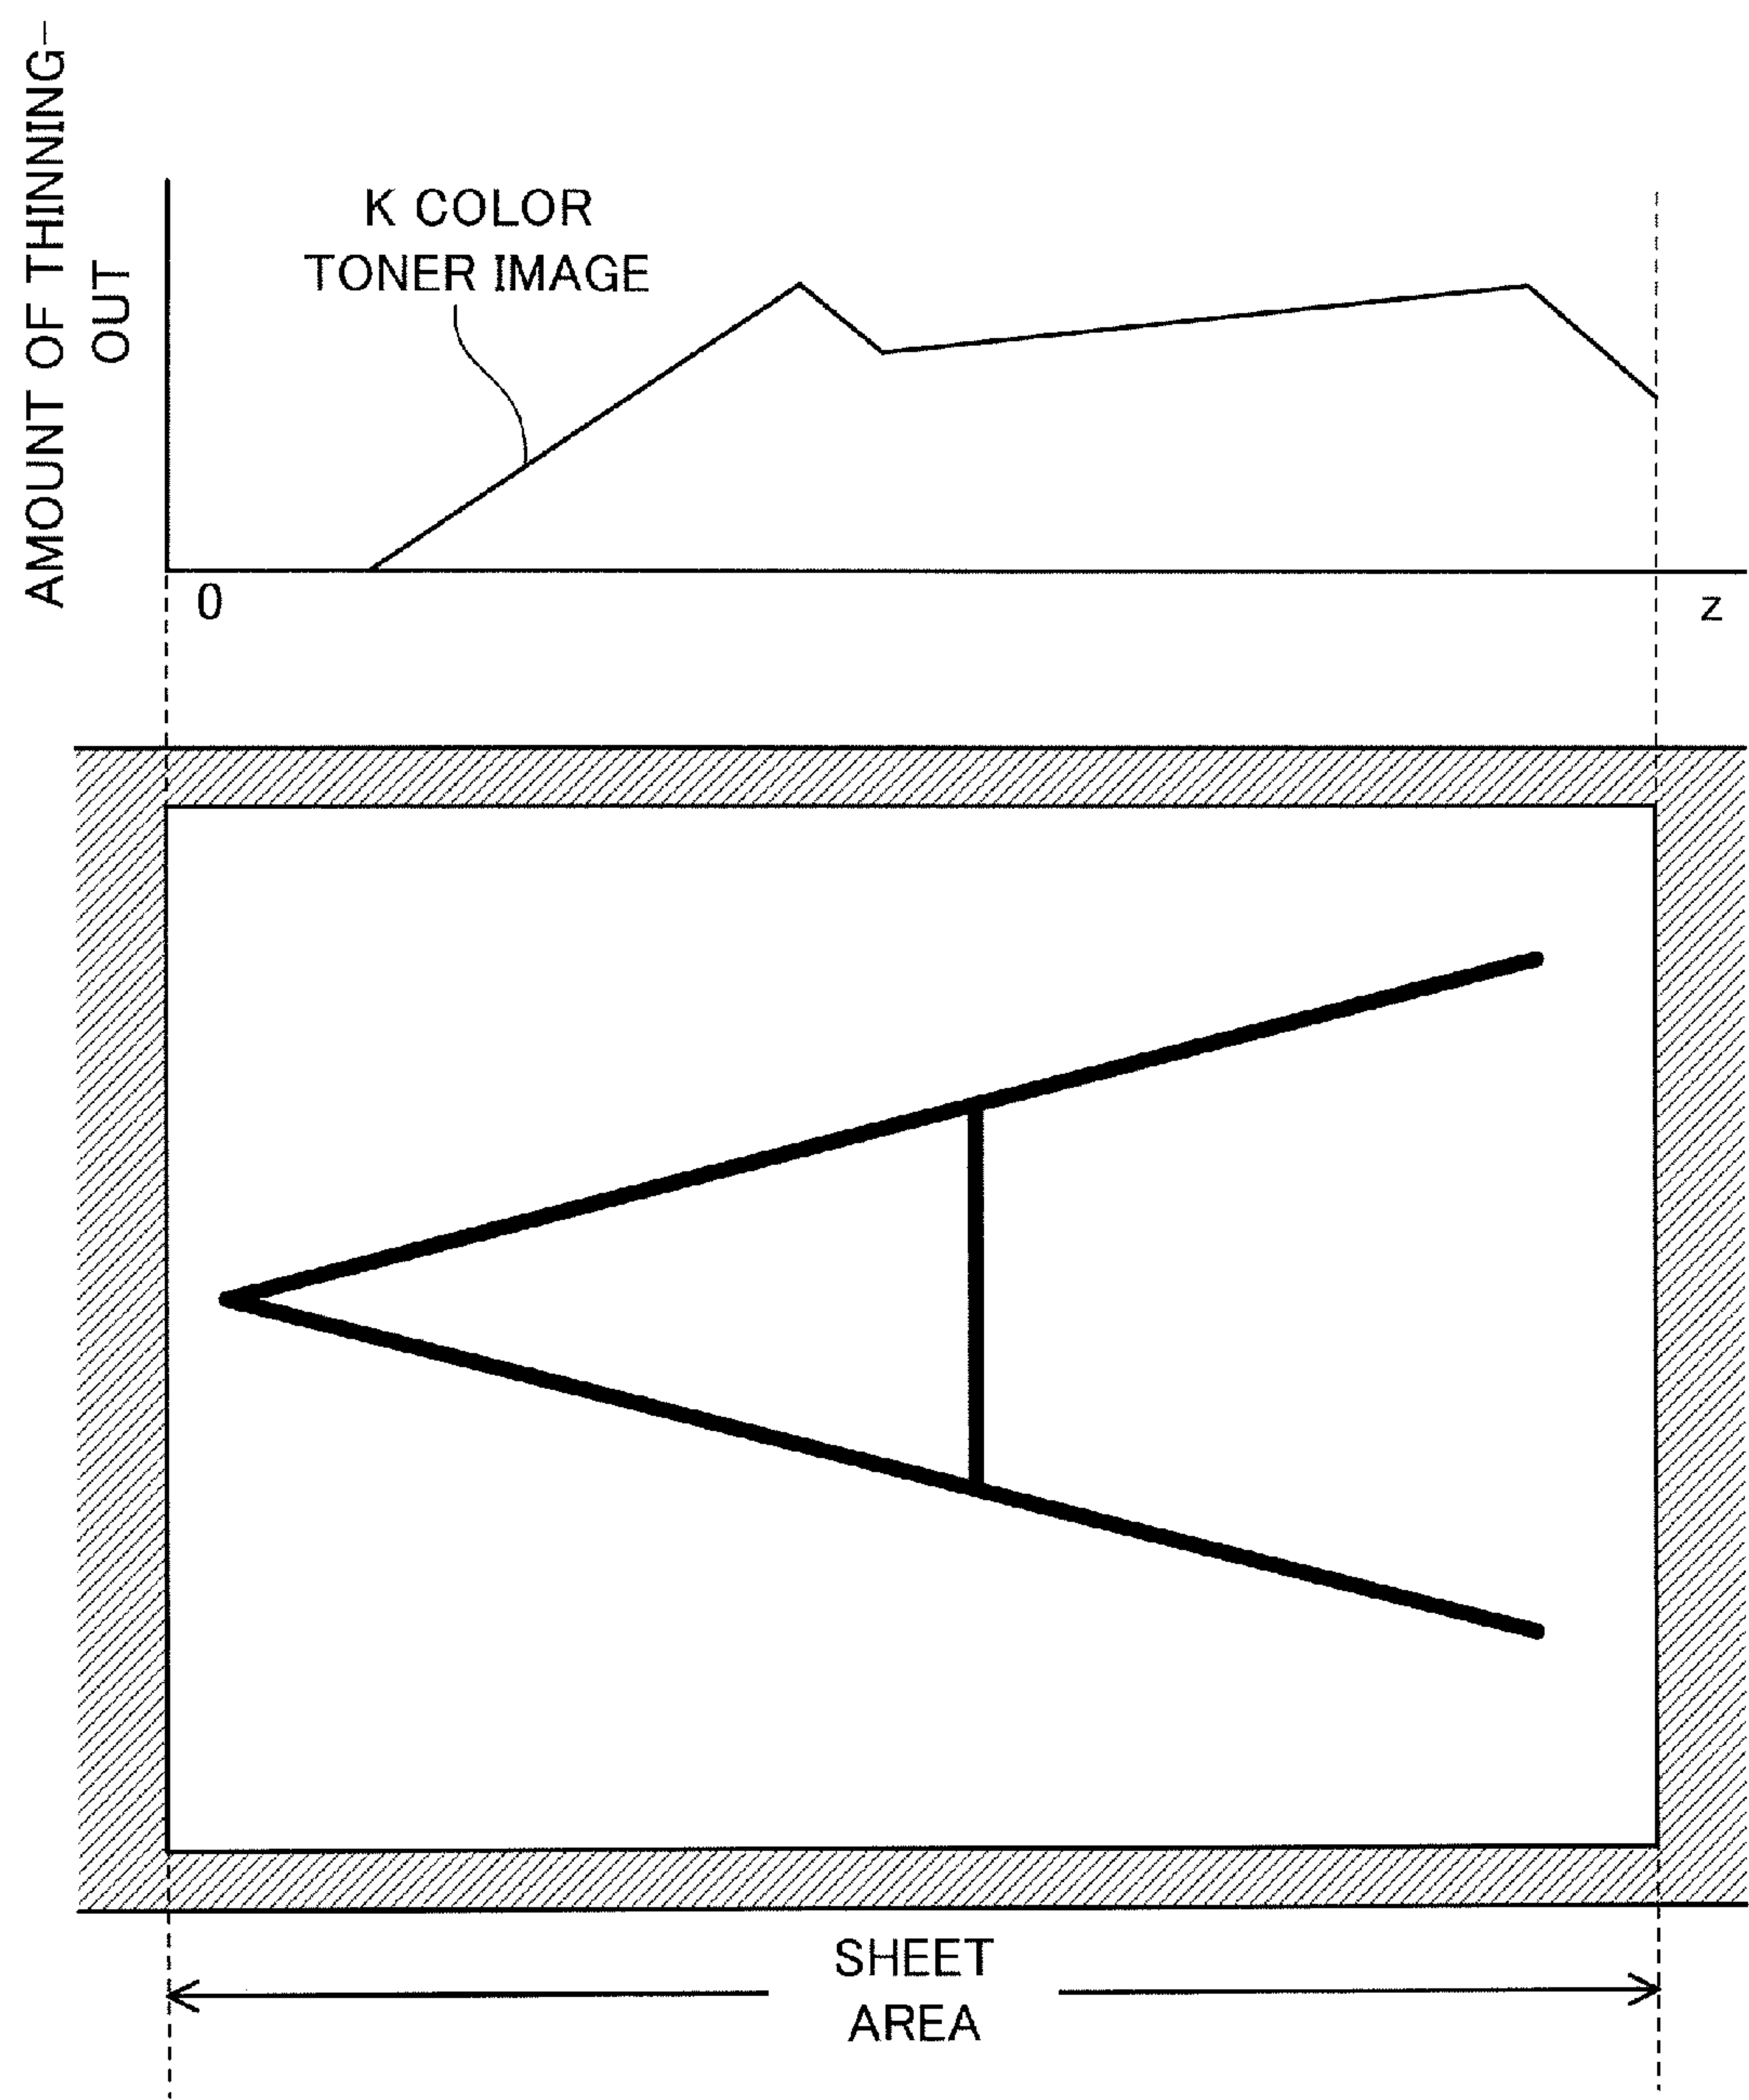 AMOUNT OF THINNING-
OUT
K COLOR
TONER IMAGE
0
z
SHEET
AREA